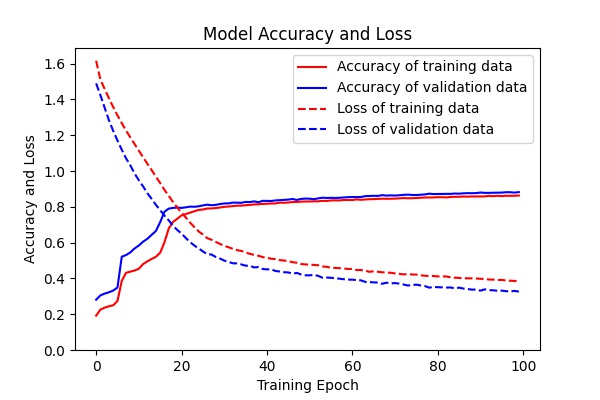 Model Accuracy and Loss
Accuracy and Loss
1.6
1.4
1.2
1.0
0.8
0.6
0.4
0.2
0.0
Accuracy of training data
Accuracy of validation data
Loss of training data
Loss of validation data
0 20 40 60 80 100
Training Epoch